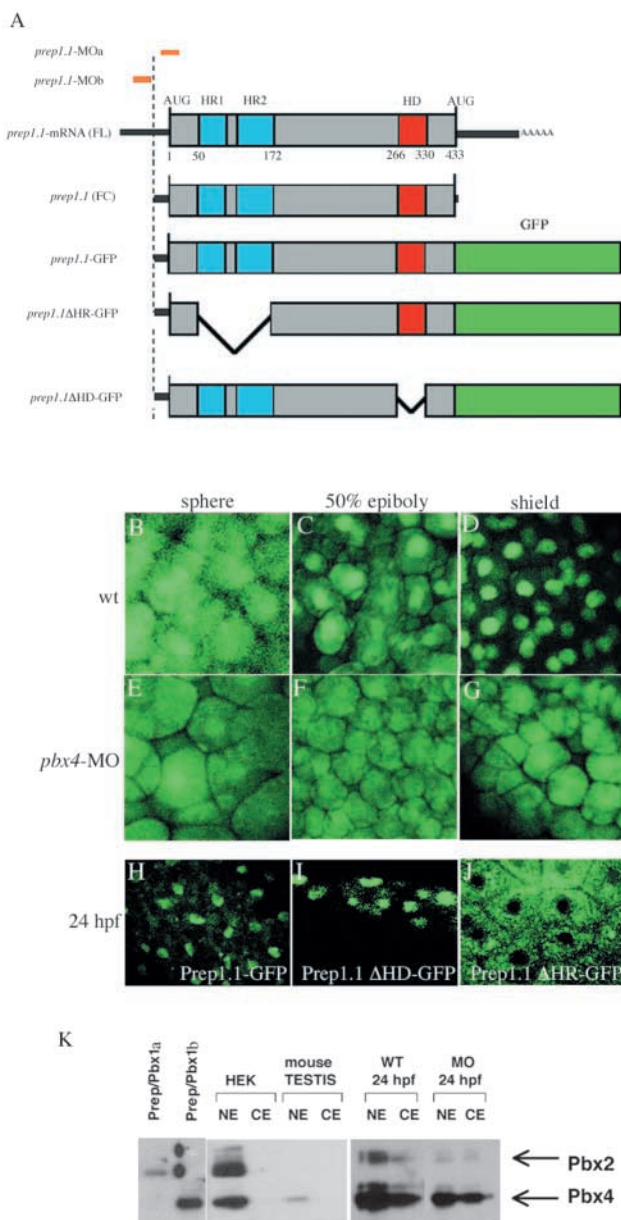 A
prep1.1-MOa
prep1.1-MOb
AUG HR1 HR2 HD AUG
prep1.1-mRNA (FL)
AAAAA
1 50 172 266 330 433
prep1.1 (FC)
GFP
prep1.1-GFP
prep1.1ΔHR-GFP
prep1.1ΔHD-GFP
sphere 50% epiboly shield
B C D
wt
E F G
pbx4-MO
H I J
24 hpf
Prep1.1-GFP Prep1.1 ΔHD-GFP Prep1.1 ΔHR-GFP
K
Prep/Pbx1a
Prep/Pbx1b
HEK
mouse
TESTIS
WT
24 hpf
MO
24 hpf
NE CE NE CE NE CE NE CE
Pbx2
Pbx4